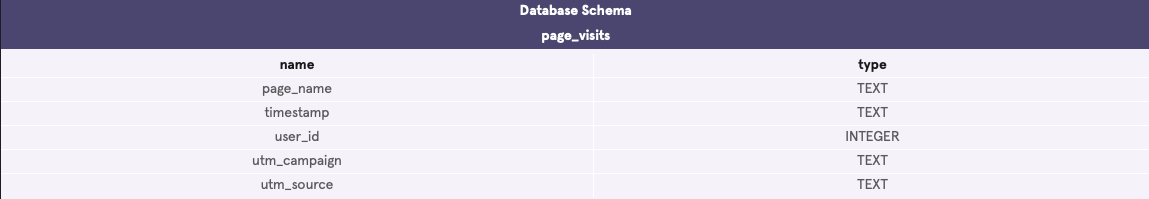 Database Schema
page_visits
name type
page_name TEXT
timestamp TEXT
user_id INTEGER
utm_campaign TEXT
utm_source TEXT